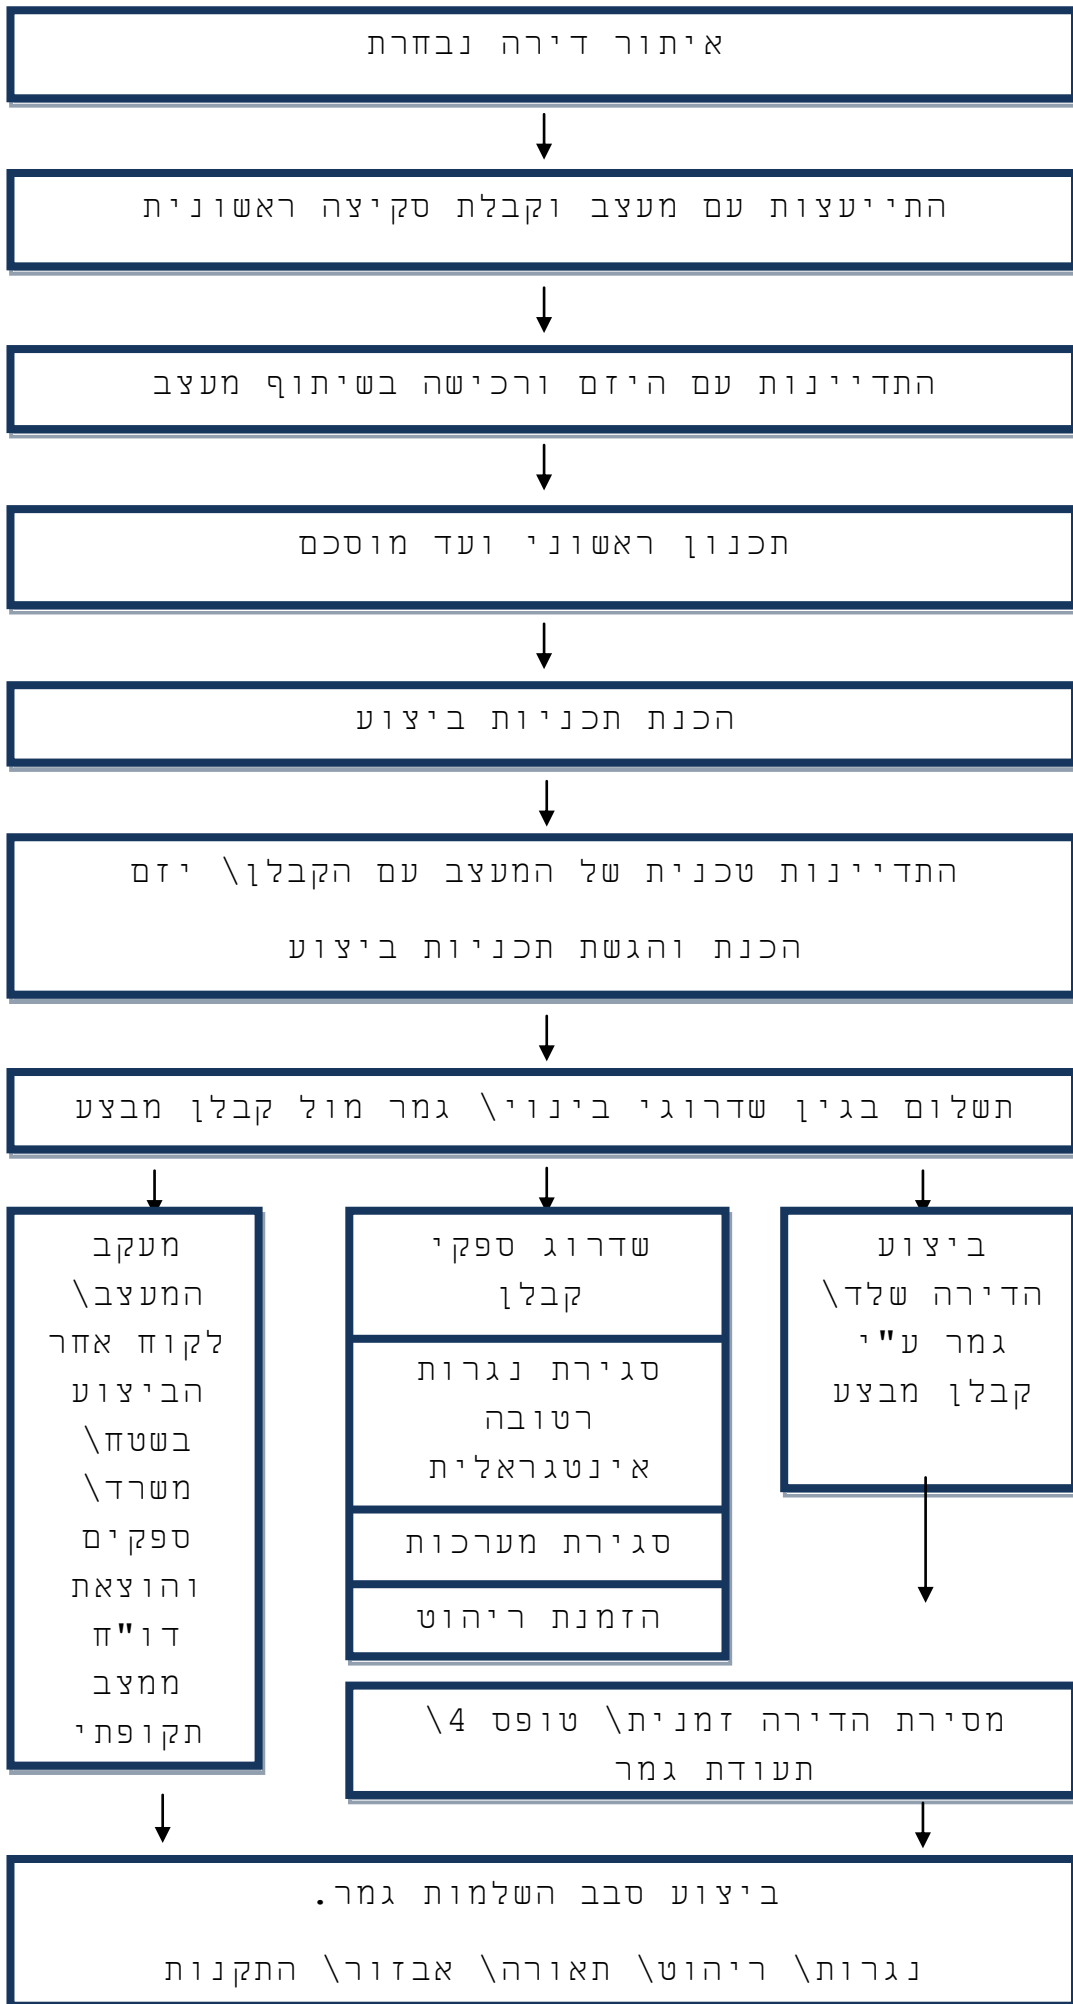 איתור דירה נבחרת
התייעצות עם מעצב וקבלת סקיצה ראשונית
התדיינות עם היזם ורכישה בשיתוף מעצב
תכנון ראשוני ועד מוסכם
הכנת תכניות ביצוע
התדיינות טכנית של המעצב עם הקבלן\ יזם
הכנת והגשת תכניות ביצוע
תשלום בגין שדרוגי בינוי\ גמר מול קבלן מבצע
ביצוע
הדירה שלד\
גמר ע"י
קבלן מבצע
שדרוג ספקי
קבלן
סגירת נגרות
רטובה
אינטגראלית
סגירת מערכות
הזמנת ריהוט
מעקב
המעצב\
לקוח אחר
הביצוע
בשטח\
משרד\
ספקים
והוצאת
דו"ח
ממצב
תקופתי
מסירת הדירה זמנית\ טופס 4\
תעודת גמר
ביצוע סבב השלמות גמר.
נגרות\ ריהוט\ תאורה\ אבזור\ התקנות